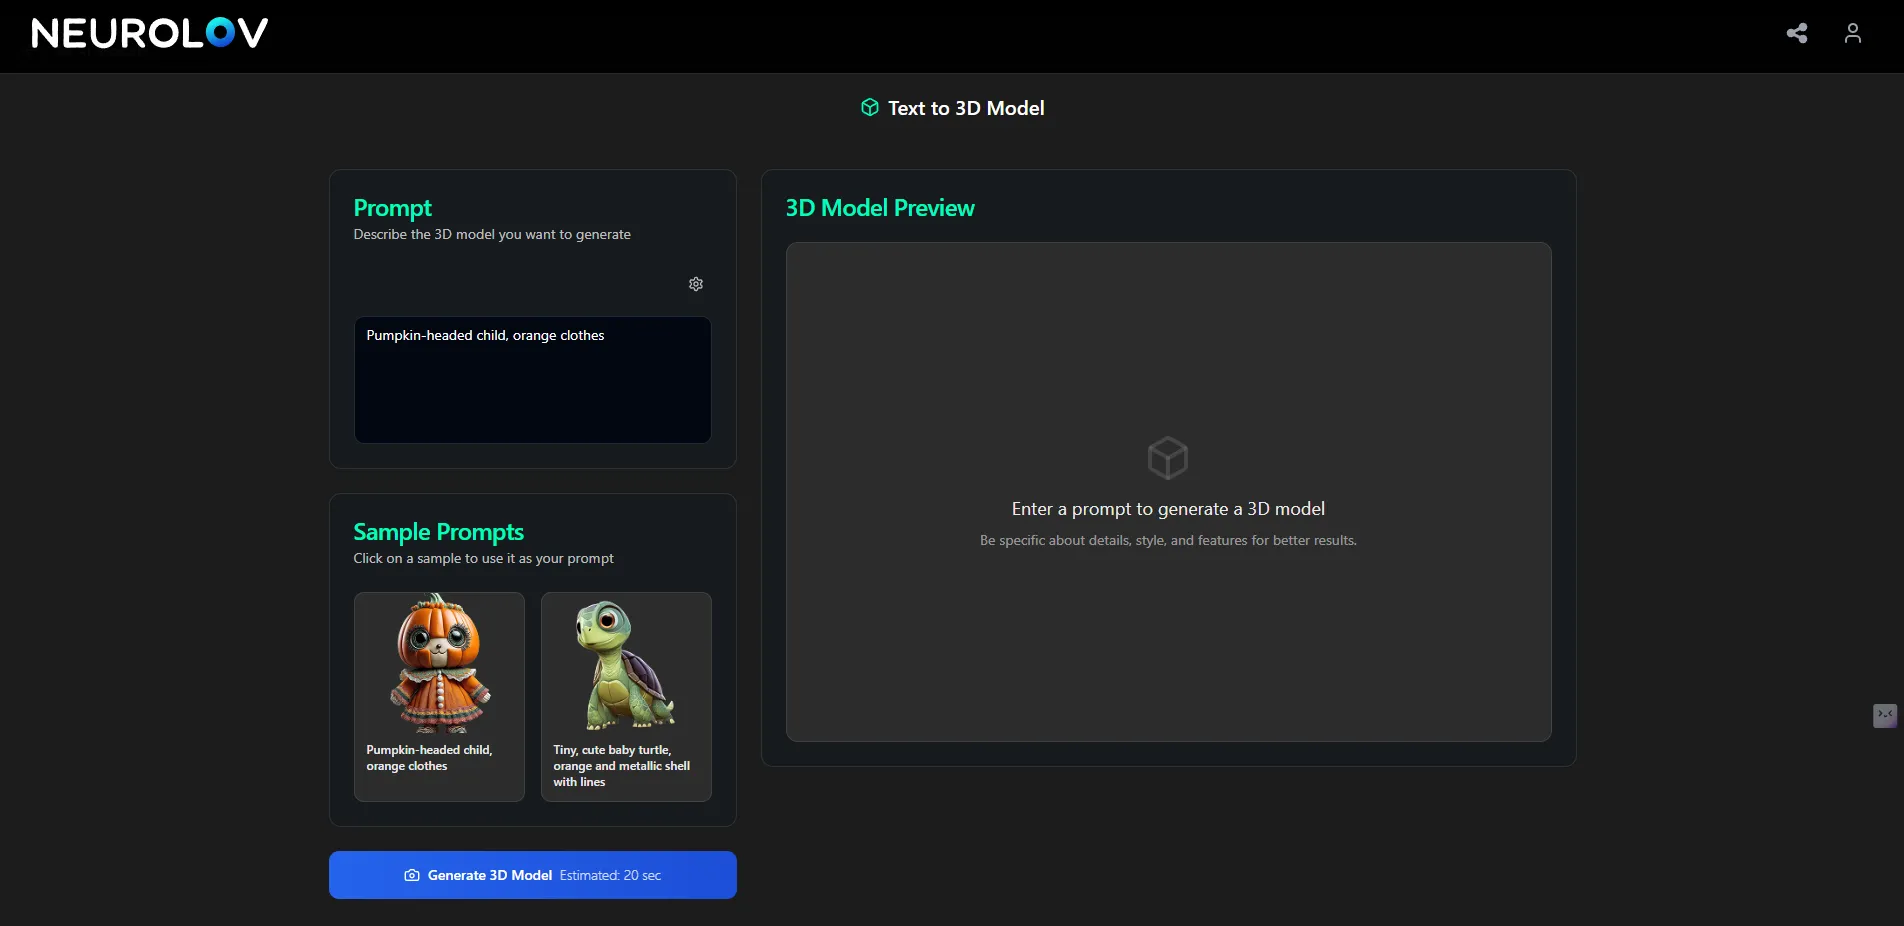 NEUROLOV
Text to 3D Model
Prompt
Describe the 3D model you want to generate
Pumpkin-headed child, orange clothes
Sample Prompts
Click on a sample to use it as your prompt
Pumpkin-headed child,
orange clothes
Tiny, cute baby turtle,
orange and metallic shell
with lines
Generate 3D Model Estimated: 20 sec
3D Model Preview
Enter a prompt to generate a 3D model
Be specific about details, style, and features for better results.